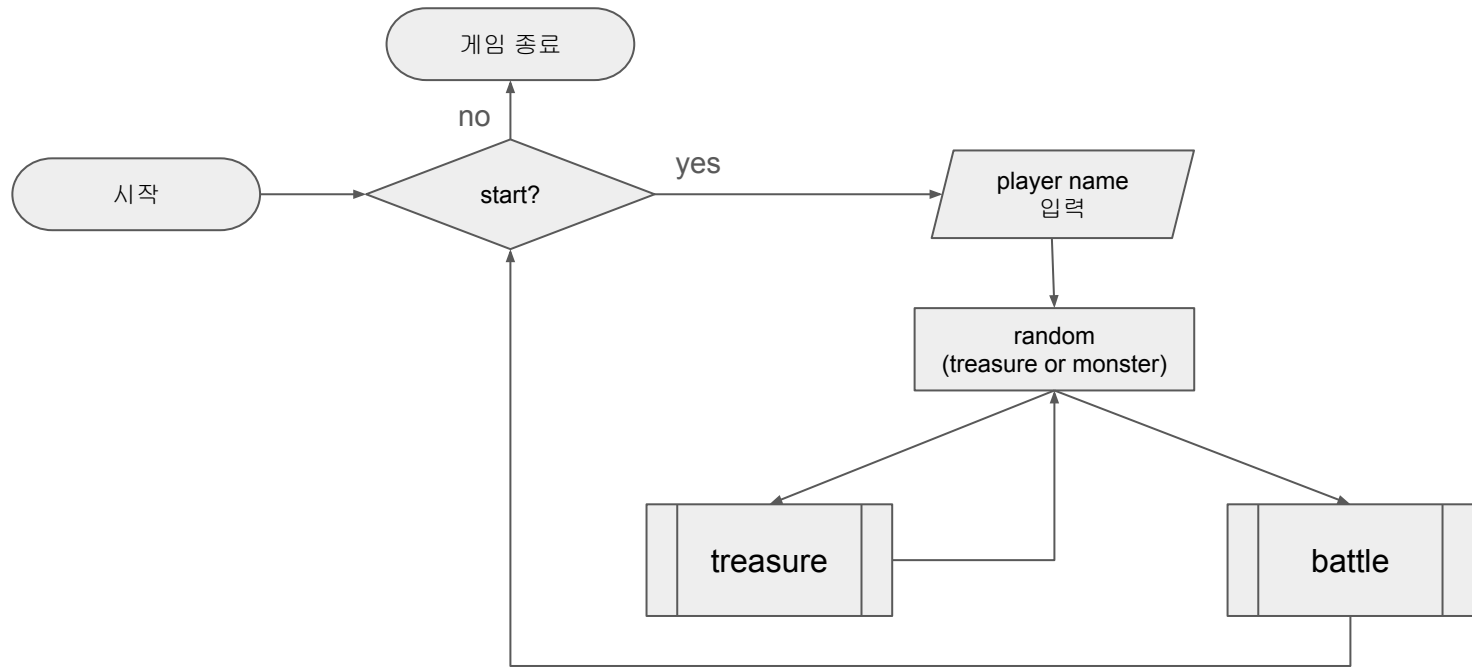 게임 종료
no
시작
start?
yes
player name
입력
random
(treasure or monster)
treasure
battle